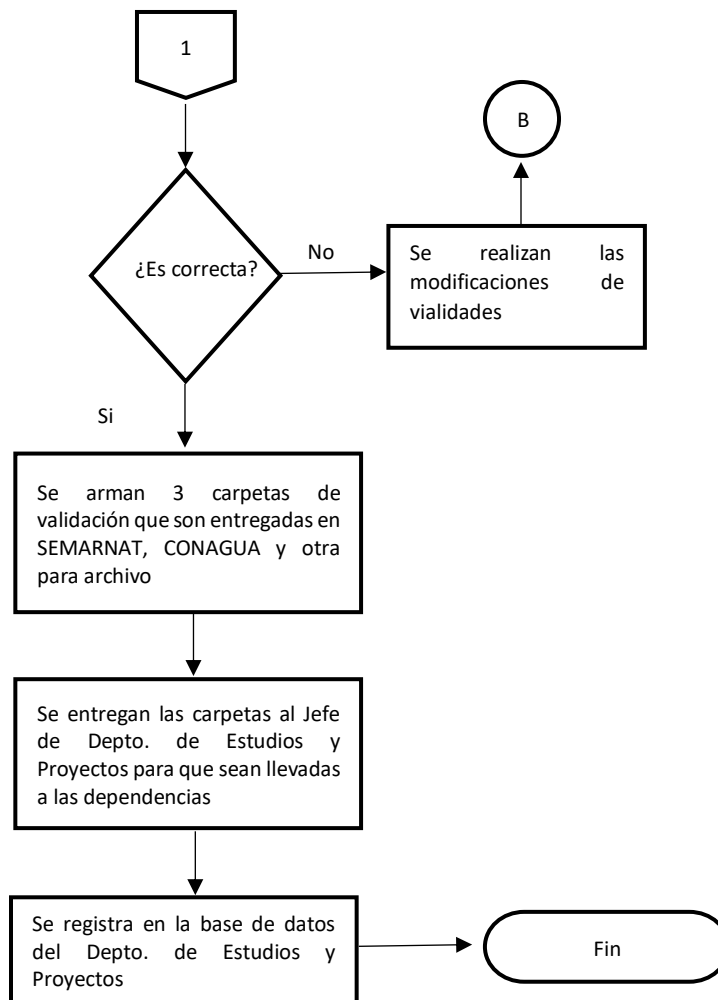 1
B
¿Es correcta?
No
Se realizan las
modificaciones de
vialidades
Si
Se arman 3 carpetas de
validación que son entregadas en
SEMARNAT, CONAGUA y otra
para archivo
Se entregan las carpetas al Jefe
de Depto. de Estudios y
Proyectos para que sean llevadas
a las dependencias
Se registra en la base de datos
del Depto. de Estudios y
Proyectos
Fin